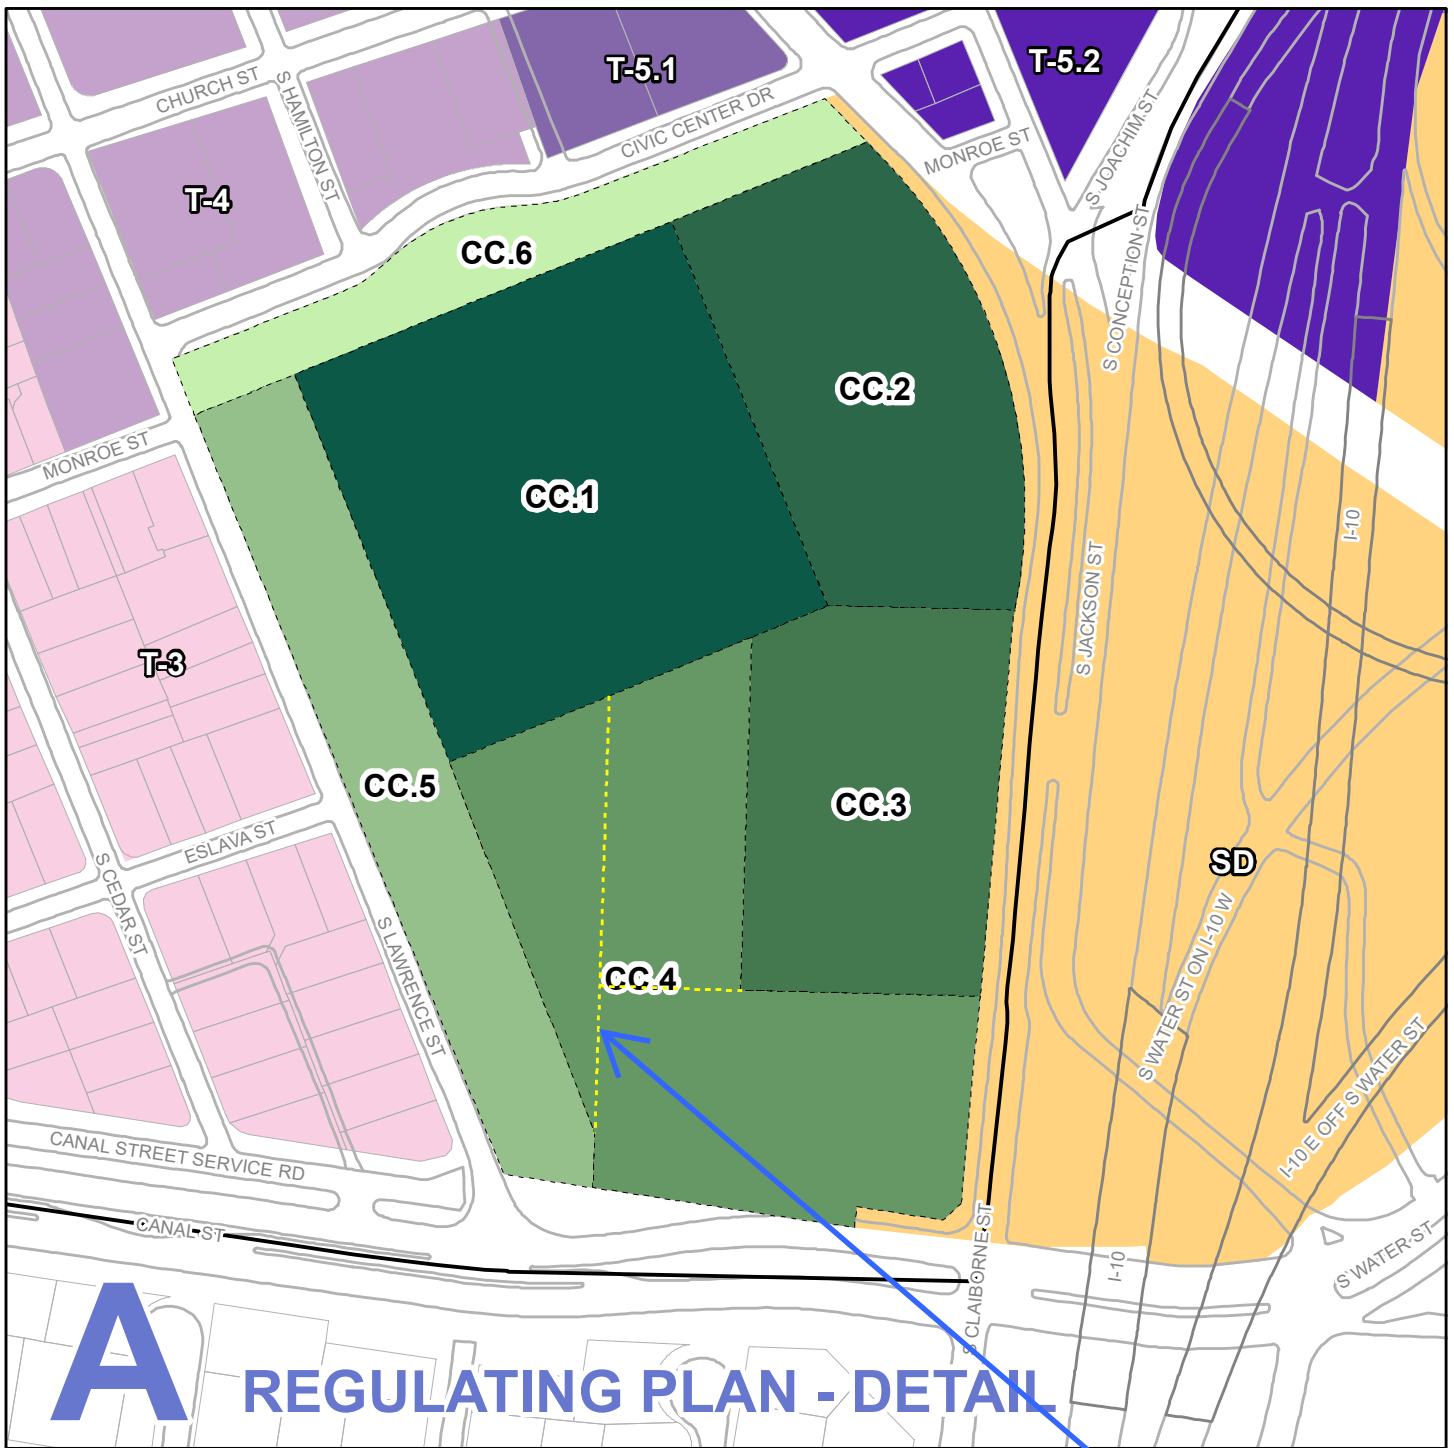 T-5.1
T-5.2
CHURCH ST
S HAMILTON ST
CIVIC CENTER DR
MONROE ST
S JOACHIM ST
T-4
CC.6
S CONCEPTION ST
CC.2
MONROE ST
CC.1
I-10
S JACKSON ST
T-3
CC.5
CC.3
ESLAVA ST
SD
S CEDAR ST
S LAWRENCE ST
CC.4
S WATER ST ON I-10 W
I-10 E OFF S WATER ST
CANAL STREET SERVICE RD
CANAL ST
S CLAIBORNE ST
I-10
S WATER ST
A
REGULATING PLAN - DETAIL